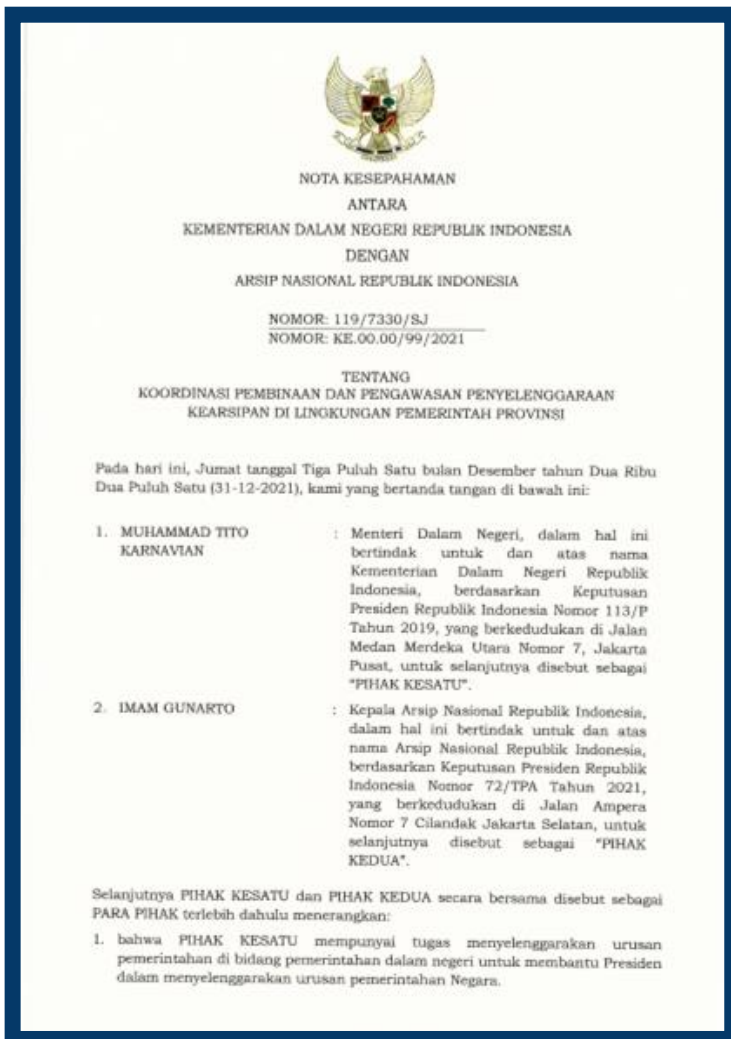 NOTA KESEPAHAMAN
ANTARA
KEMENTERIAN DALAM NEGERI REPUBLIK INDONESIA
DENGAN
ARSIP NASIONAL REPUBLIK INDONESIA
NOMOR: 119/7330/SJ
NOMOR: KE.00.00/99/2021
TENTANG
KOORDINASI PEMBINAAN DAN PENGAWASAN PENYELENGGARAAN
KEARSIPAN DI LINGKUNGAN PEMERINTAH PROVINSI
Pada hari ini, Jumat tanggal Tiga Puluh Satu bulan Desember tahun Dua Ribu
Dua Puluh Satu (31-12-2021), kami yang bertanda tangan di bawah ini:
1. MUHAMMAD TITO
KARNAVIAN
: Menteri Dalam Negeri, dalam hal ini
bertindak untuk dan atas nama
Kementerian Dalam Negeri Republik
Indonesia, berdasarkan Keputusan
Presiden Republik Indonesia Nomor 113/P
Tahun 2019, yang berkedudukan di Jalan
Medan Merdeka Utara Nomor 7, Jakarta
Pusat, untuk selanjutnya disebut sebagai
"PIHAK KESATU".
2. IMAM GUNARTO
: Kepala Arsip Nasional Republik Indonesia,
dalam hal ini bertindak untuk dan atas
nama Arsip Nasional Republik Indonesia,
berdasarkan Keputusan Presiden Republik
Indonesia Nomor 72/TPA Tahun 2021,
yang berkedudukan di Jalan Ampera
Nomor 7 Cilandak Jakarta Selatan, untuk
selanjutnya disebut sebagai "PIHAK
KEDUA".
Selanjutnya PIHAK KESATU dan PIHAK KEDUA secara bersama disebut sebagai
PARA PIHAK terlebih dahulu menerangkan:
1. bahwa PIHAK KESATU mempunyai tugas menyelenggarakan urusan
pemerintahan di bidang pemerintahan dalam negeri untuk membantu Presiden
dalam menyelenggarakan urusan pemerintahan Negara.